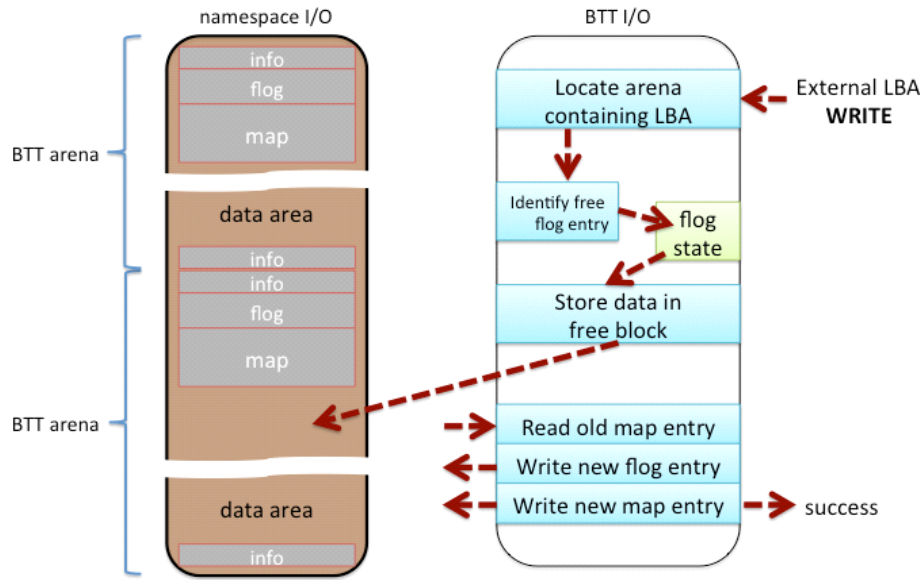 namespace I/O
BTT I/O
info
flog
map
BTT arena
data area
info
info
flog
map
BTT arena
data area
info
Locate arena
containing LBA
External LBA
WRITE
Identify free
flog entry
flog
state
Store data in
free block
Read old map entry
Write new flog entry
Write new map entry
success